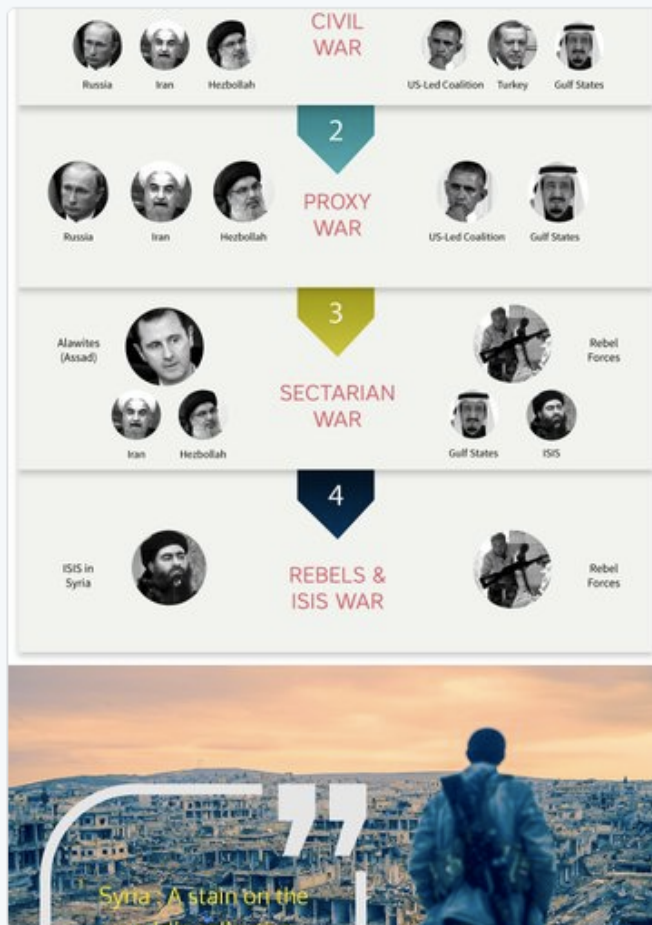 CIVIL
WAR
Russia
Iran
Hezbollah
US-Led Coalition
Turkey
Gulf States
2
PROXY
WAR
Russia
Iran
Hezbollah
US-Led Coalition
Gulf States
3
SECTARIAN
WAR
Alawites
(Assad)
Iran
Hezbollah
Rebel
Forces
Gulf States
ISIS
4
REBELS &
ISIS WAR
ISIS in
Syria
Rebel
Forces
Syria : A stain on the